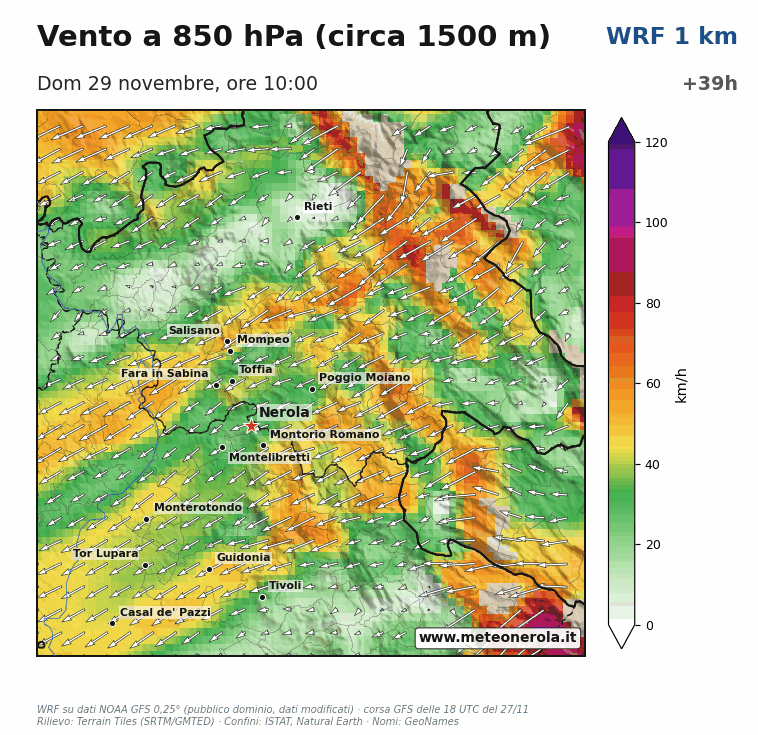 Vento a 850 hPa (circa 1500 m)
WRF 1 km
Dom 29 novembre, ore 10:00
+39h
Rieti
Salisano
Mompeo
Fara in Sabina
Toffia
Poggio Moiano
Nerola
Montorio Romano
Montelibretti
Monterotondo
Tor Lupara
Guidonia
Tivoli
Casal de' Pazzi
www.meteonerola.it
120
100
80
60
40
20
0
km/h
WRF su dati NOAA GFS 0,25° (pubblico dominio, dati modificati) · corsa GFS delle 18 UTC del 27/11
Rilievo: Terrain Tiles (SRTM/GMTED) · Confini: ISTAT, Natural Earth · Nomi: GeoNames